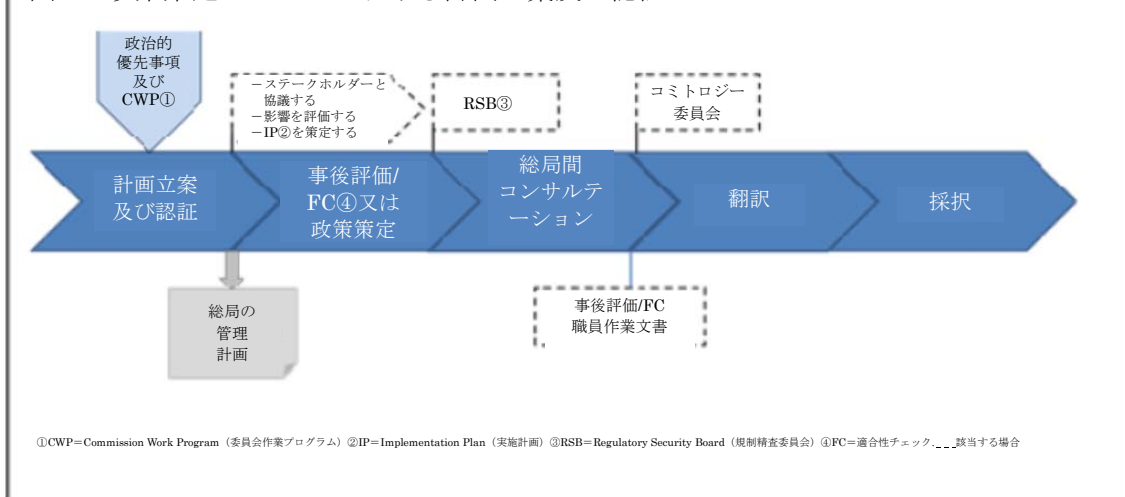 政治的
優先事項
及び
CWP①
－ステークホルダーと
協議する
－影響を評価する
－IP②を策定する
RSB③
コミトロジー
委員会
計画立案
及び認証
事後評価/
FC④又は
政策策定
総局間
コンサルテ
ーション
翻訳
採択
総局の
管理
計画
事後評価/FC
職員作業文書
①CWP＝Commission Work Program（委員会作業プログラム）②IP＝Implementation Plan（実施計画）③RSB＝Regulatory Security Board（規制精査委員会）④FC＝適合性チェック.___該当する場合